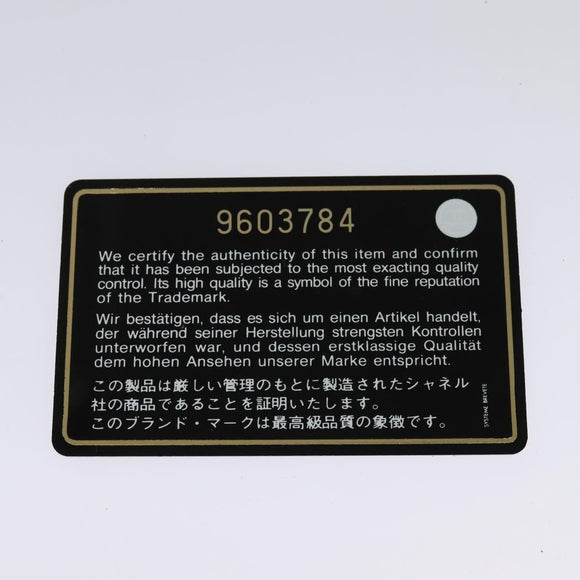 9603784
We certify the authenticity of this item and confirm
that it has been subjected to the most exacting quality
control. Its high quality is a symbol of the fine reputation
of the Trademark.
Wir bestätigen, dass es sich um einen Artikel handelt,
der während seiner Herstellung strengsten Kontrollen
unterworfen war, und dessen erstklassige Qualität
dem hohen Ansehen unserer Marke entspricht.
この製品は厳しい管理のもとに製造されたシャネル
社の商品であることを証明いたします。
このブランド・マークは最高級品質の象徴です。
SYSTEME BREVETE